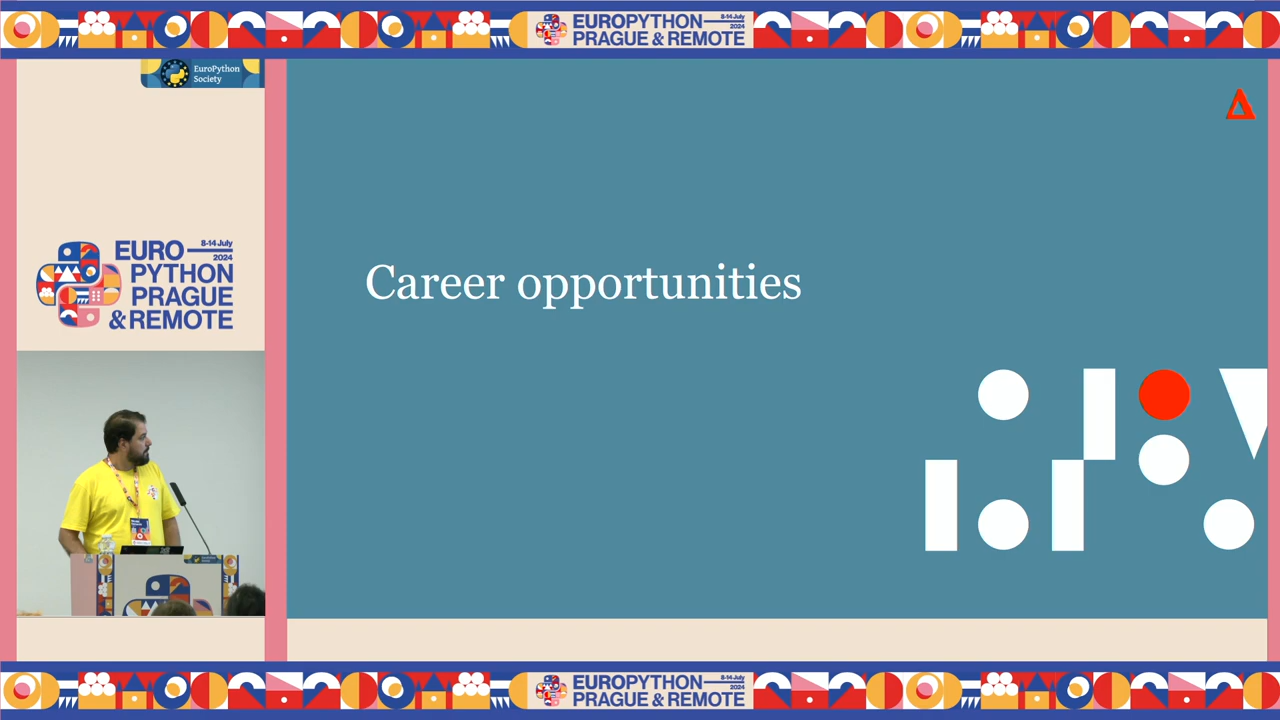 EUROPYTHON
8-14 July
2024
PRAGUE & REMOTE
EuroPython
Society
EURO
8-14 July
2024
PYTHON
PRAGUE
& REMOTE
Career opportunities
EUROPYTHON
8-14 July
2024
PRAGUE & REMOTE